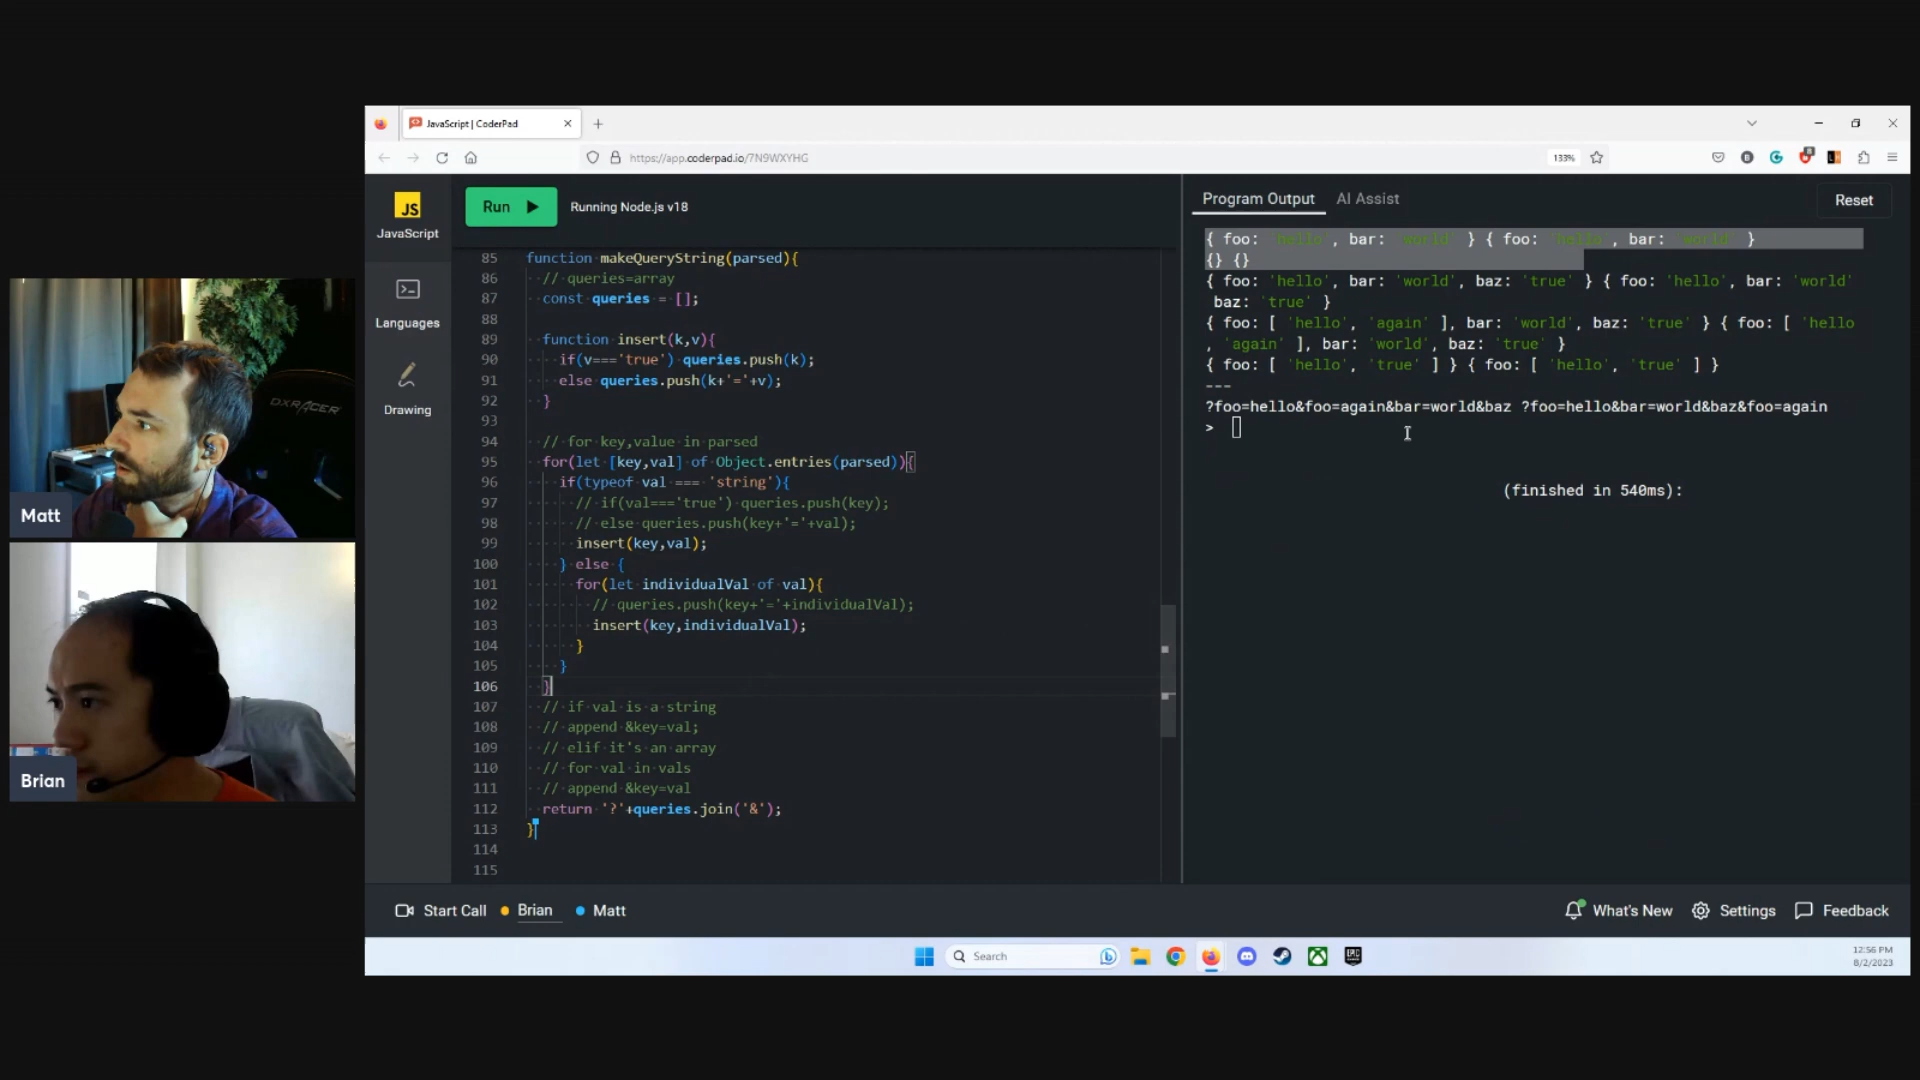 JavaScript | CoderPad
https://app.coderpad.io/7N9WXYHG
133%
JS
JavaScript
Languages
Drawing
Run
Running Node.js v18
Program Output
AI Assist
Reset
85 function makeQueryString(parsed){
86 // queries=array
87 const queries = [];
88
89 function insert(k,v){
90 if(v==='true') queries.push(k);
91 else queries.push(k+'='+v);
92 }
93
94 // for key,value in parsed
95 for(let [key,val] of Object.entries(parsed)){
96 if(typeof val === 'string'){
97 // if(val==='true') queries.push(key);
98 // else queries.push(key+'='+val);
99 insert(key,val);
100 } else {
101 for(let individualVal of val){
102 // queries.push(key+'='+individualVal);
103 insert(key,individualVal);
104 }
105 }
106 }
107 // if val is a string
108 // append &key=val;
109 // elif it's an array
110 // for val in vals
111 // append &key=val
112 return '?'+queries.join('&');
113 }
114
115
{ foo: 'hello', bar: 'world' } { foo: 'hello', bar: 'world' }
{} {}
{ foo: 'hello', bar: 'world', baz: 'true' } { foo: 'hello', bar: 'world'
baz: 'true' }
{ foo: [ 'hello', 'again' ], bar: 'world', baz: 'true' } { foo: [ 'hello
, 'again' ], bar: 'world', baz: 'true' }
{ foo: [ 'hello', 'true' ] } { foo: [ 'hello', 'true' ] }
---
?foo=hello&foo=again&bar=world&baz ?foo=hello&bar=world&baz&foo=again
>
(finished in 540ms):
Matt
Brian
DXRACER
Start Call
Brian
Matt
What's New
Settings
Feedback
Search
EPIC
12:56 PM
8/2/2023